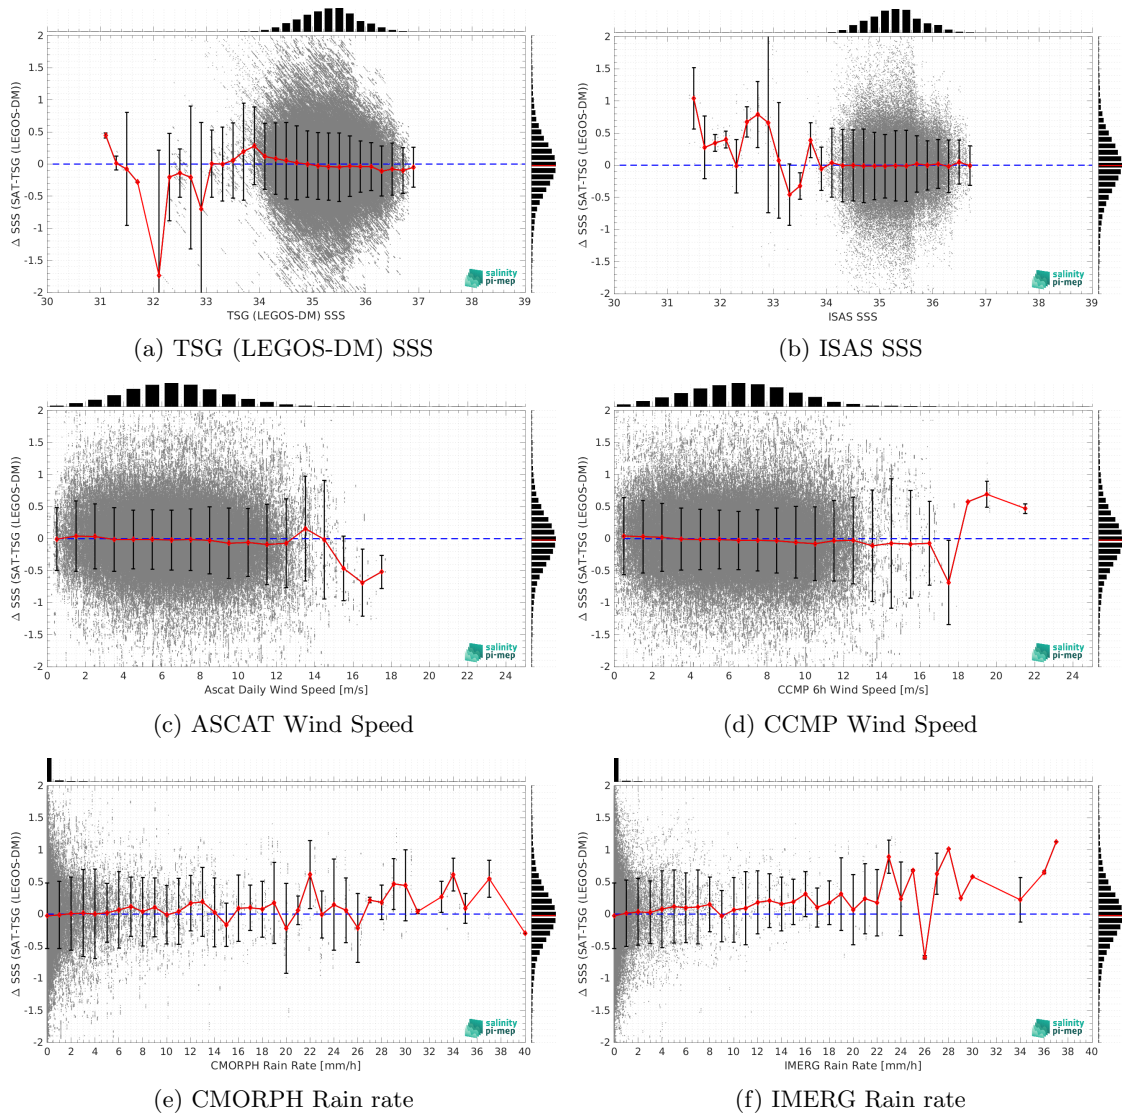 2
1.5
1
0.5
0
-0.5
-1
-1.5
-2
Δ SSS (SAT-TSG (LEGOS-DM))
salinity
pi-mep
30 31 32 33 34 35 36 37 38 39
TSG (LEGOS-DM) SSS
(a) TSG (LEGOS-DM) SSS
2
1.5
1
0.5
0
-0.5
-1
-1.5
-2
Δ SSS (SAT-TSG (LEGOS-DM))
salinity
pi-mep
30 31 32 33 34 35 36 37 38 39
ISAS SSS
(b) ISAS SSS
2
1.5
1
0.5
0
-0.5
-1
-1.5
-2
Δ SSS (SAT-TSG (LEGOS-DM))
salinity
pi-mep
0 2 4 6 8 10 12 14 16 18 20 22 24
Ascat Daily Wind Speed [m/s]
(c) ASCAT Wind Speed
2
1.5
1
0.5
0
-0.5
-1
-1.5
-2
Δ SSS (SAT-TSG (LEGOS-DM))
salinity
pi-mep
0 2 4 6 8 10 12 14 16 18 20 22 24
CCMP 6h Wind Speed [m/s]
(d) CCMP Wind Speed
2
1.5
1
0.5
0
-0.5
-1
-1.5
-2
Δ SSS (SAT-TSG (LEGOS-DM))
salinity
pi-mep
0 2 4 6 8 10 12 14 16 18 20 22 24 26 28 30 32 34 36 38 40
CMORPH Rain Rate [mm/h]
(e) CMORPH Rain rate
2
1.5
1
0.5
0
-0.5
-1
-1.5
-2
Δ SSS (SAT-TSG (LEGOS-DM))
salinity
pi-mep
0 2 4 6 8 10 12 14 16 18 20 22 24 26 28 30 32 34 36 38 40
IMERG Rain Rate [mm/h]
(f) IMERG Rain rate